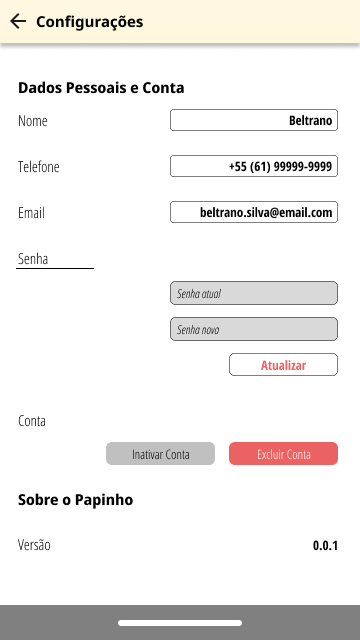 Configurações
Dados Pessoais e Conta
Nome Beltrano
Telefone +55 (61) 99999-9999
Email beltrano.silva@email.com
Senha
Senha atual
Senha nova
Atualizar
Conta
Inativar Conta Excluir Conta
Sobre o Papinho
Versão 0.0.1